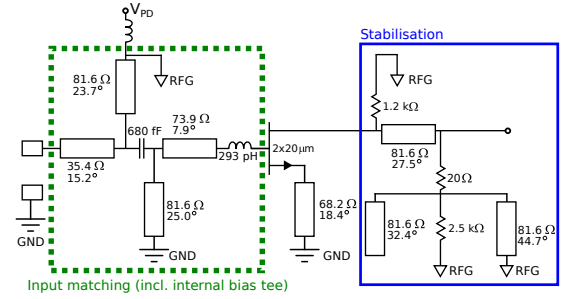 V_PD
Stabilisation
81.6 Ω
23.7°
RFG
RFG
1.2 kΩ
680 fF
73.9 Ω
7.9°
293 pH
2x20μm
35.4 Ω
15.2°
81.6 Ω
27.5°
81.6 Ω
25.0°
68.2 Ω
18.4°
20Ω
81.6 Ω
32.4°
2.5 kΩ
81.6 Ω
44.7°
GND
GND
GND
RFG
RFG
Input matching (incl. internal bias tee)